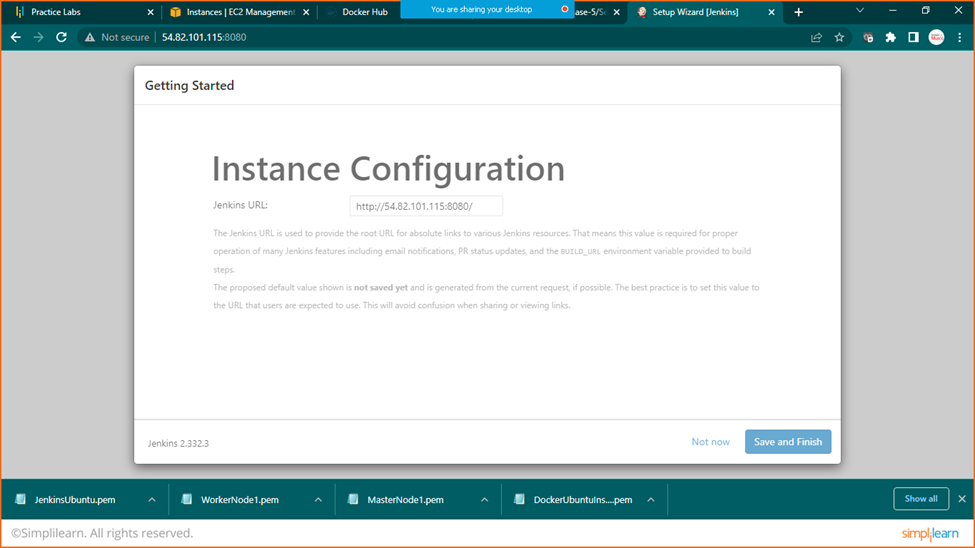 Practice Labs
Instances | EC2 Management
Docker Hub
You are sharing your desktop
ase-5/Se
Setup Wizard [Jenkins]
Not secure
54.82.101.115:8080
Getting Started
Instance Configuration
Jenkins URL:
http://54.82.101.115:8080/
The Jenkins URL is used to provide the root URL for absolute links to various Jenkins resources. That means this value is required for proper
operation of many Jenkins features including email notifications, PR status updates, and the BUILD_URL environment variable provided to build
steps.
The proposed default value shown is not saved yet and is generated from the current request, if possible. The best practice is to set this value to
the URL that users are expected to use. This will avoid confusion when sharing or viewing links.
Jenkins 2.332.3
Not now
Save and Finish
JenkinsUbuntu.pem
WorkerNode1.pem
MasterNode1.pem
DockerUbuntuIns....pem
Show all
©Simplilearn. All rights reserved.
simplilearn